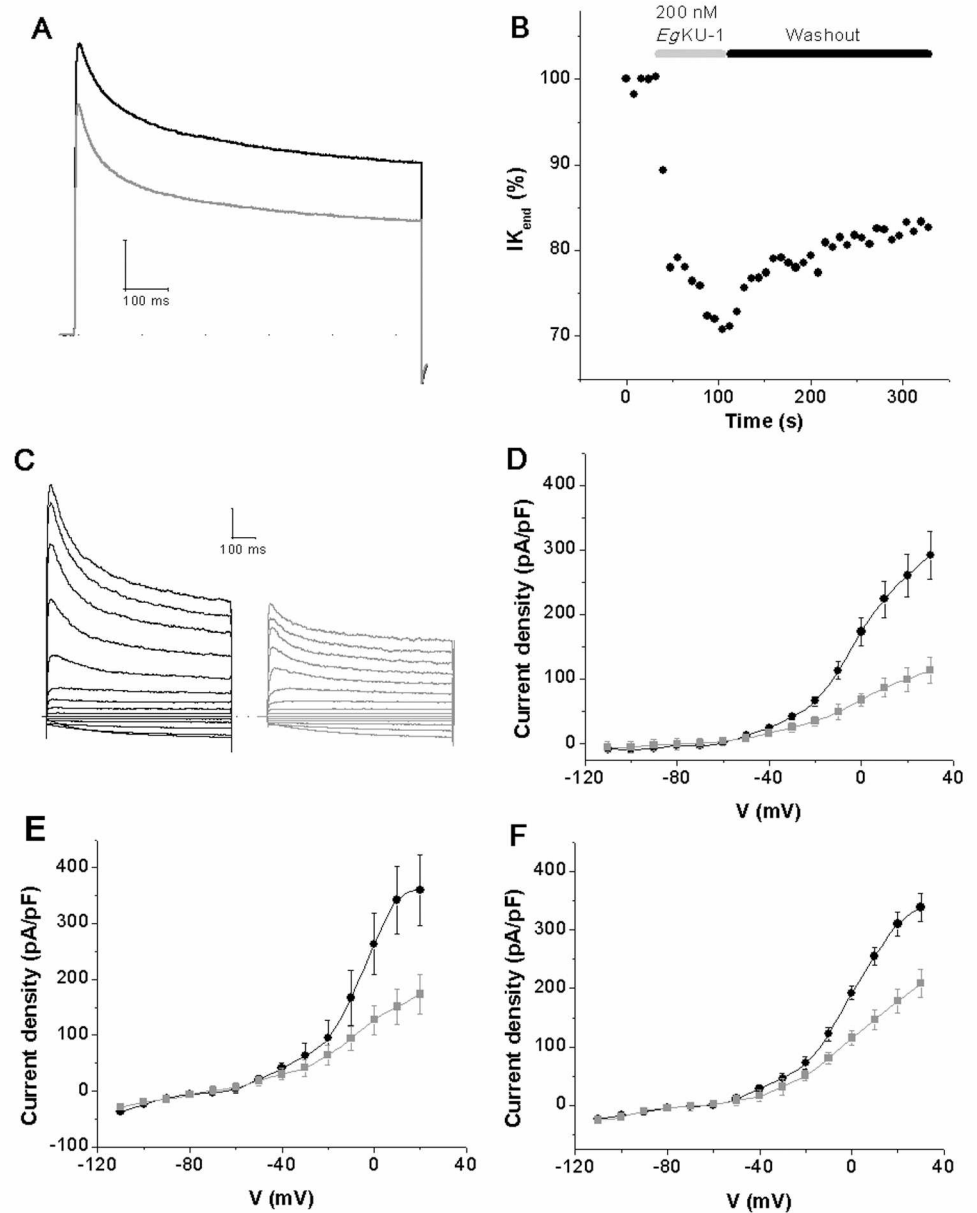 A
100 ms
B
200 nM
EgKU-1
Washout
100
90
80
70
IKend (%)
0
100
200
300
Time (s)
C
100 ms
D
400
300
200
100
0
Current density (pA/pF)
-120
-80
-40
0
40
V (mV)
E
400
300
200
100
0
-100
Current density (pA/pF)
-120
-80
-40
0
40
V (mV)
F
400
300
200
100
0
Current density (pA/pF)
-120
-80
-40
0
40
V (mV)